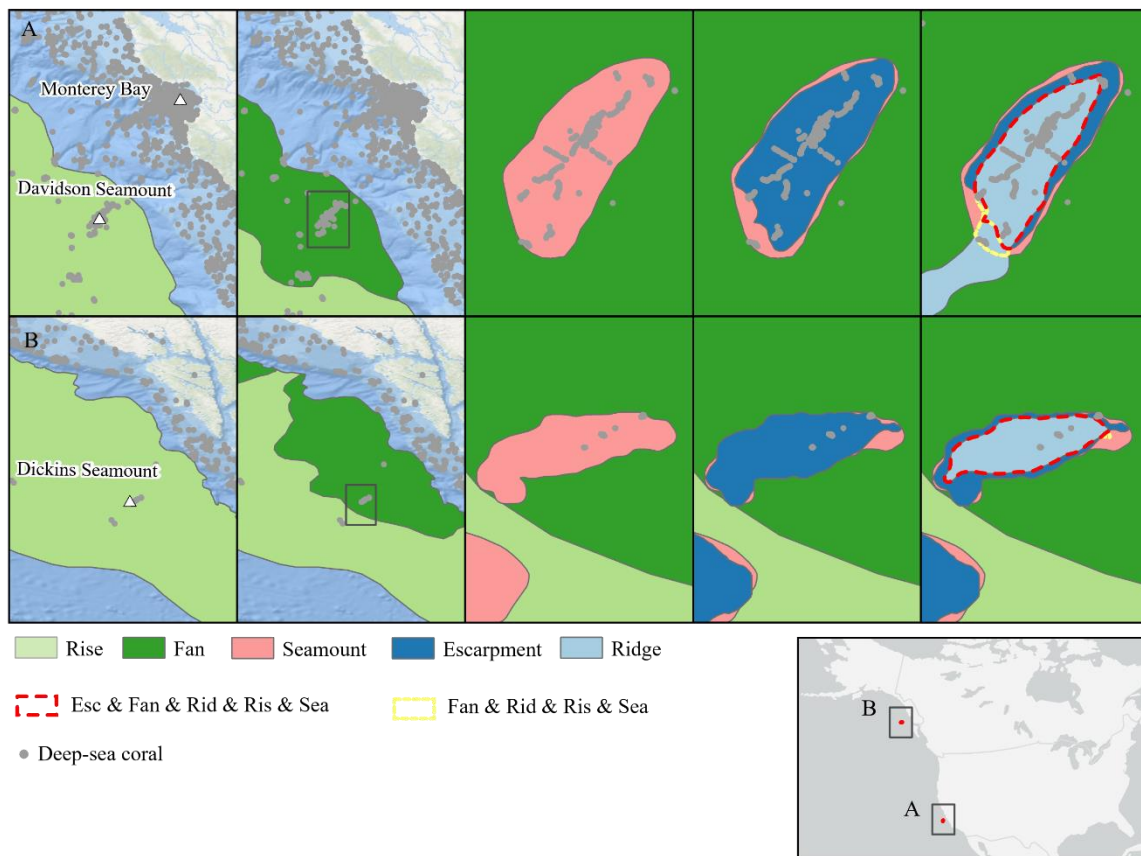 A
Monterey Bay
Davidson Seamount
B
Dickins Seamount
Rise
Fan
Seamount
Escarpment
Ridge
Esc & Fan & Rid & Ris & Sea
Fan & Rid & Ris & Sea
Deep-sea coral
B
A